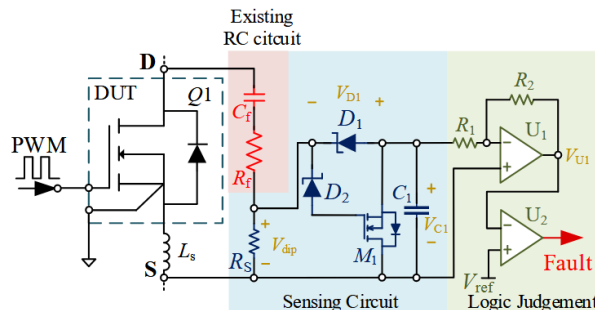 Existing
RC citcuit
D
DUT
Q1
PWM
C_f
R_f
V_D1
D_1
D_2
C_1
V_C1
M_1
R_1
R_2
U_1
V_U1
U_2
Fault
V_ref
L_s
S
R_S
V_dip
Sensing Circuit
Logic Judgement